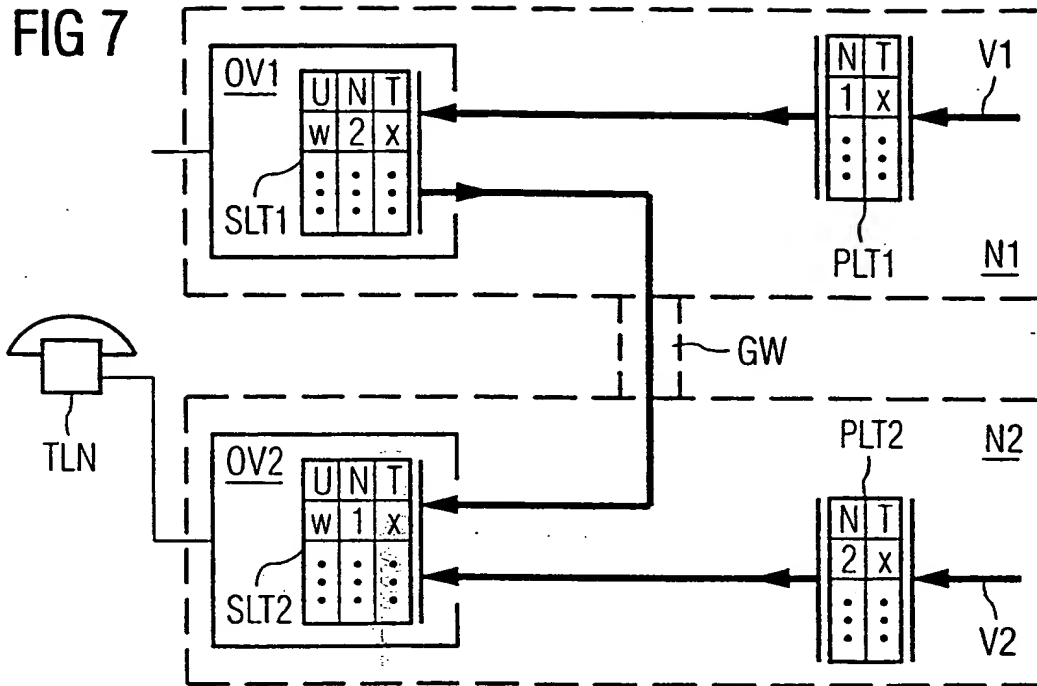 FIG 7
OV1
U N T
w 2 x
SLT1
N T
1 x
PLT1
V1
N1
GW
TLN
OV2
U N T
w 1 x
SLT2
PLT2
N T
2 x
N2
V2